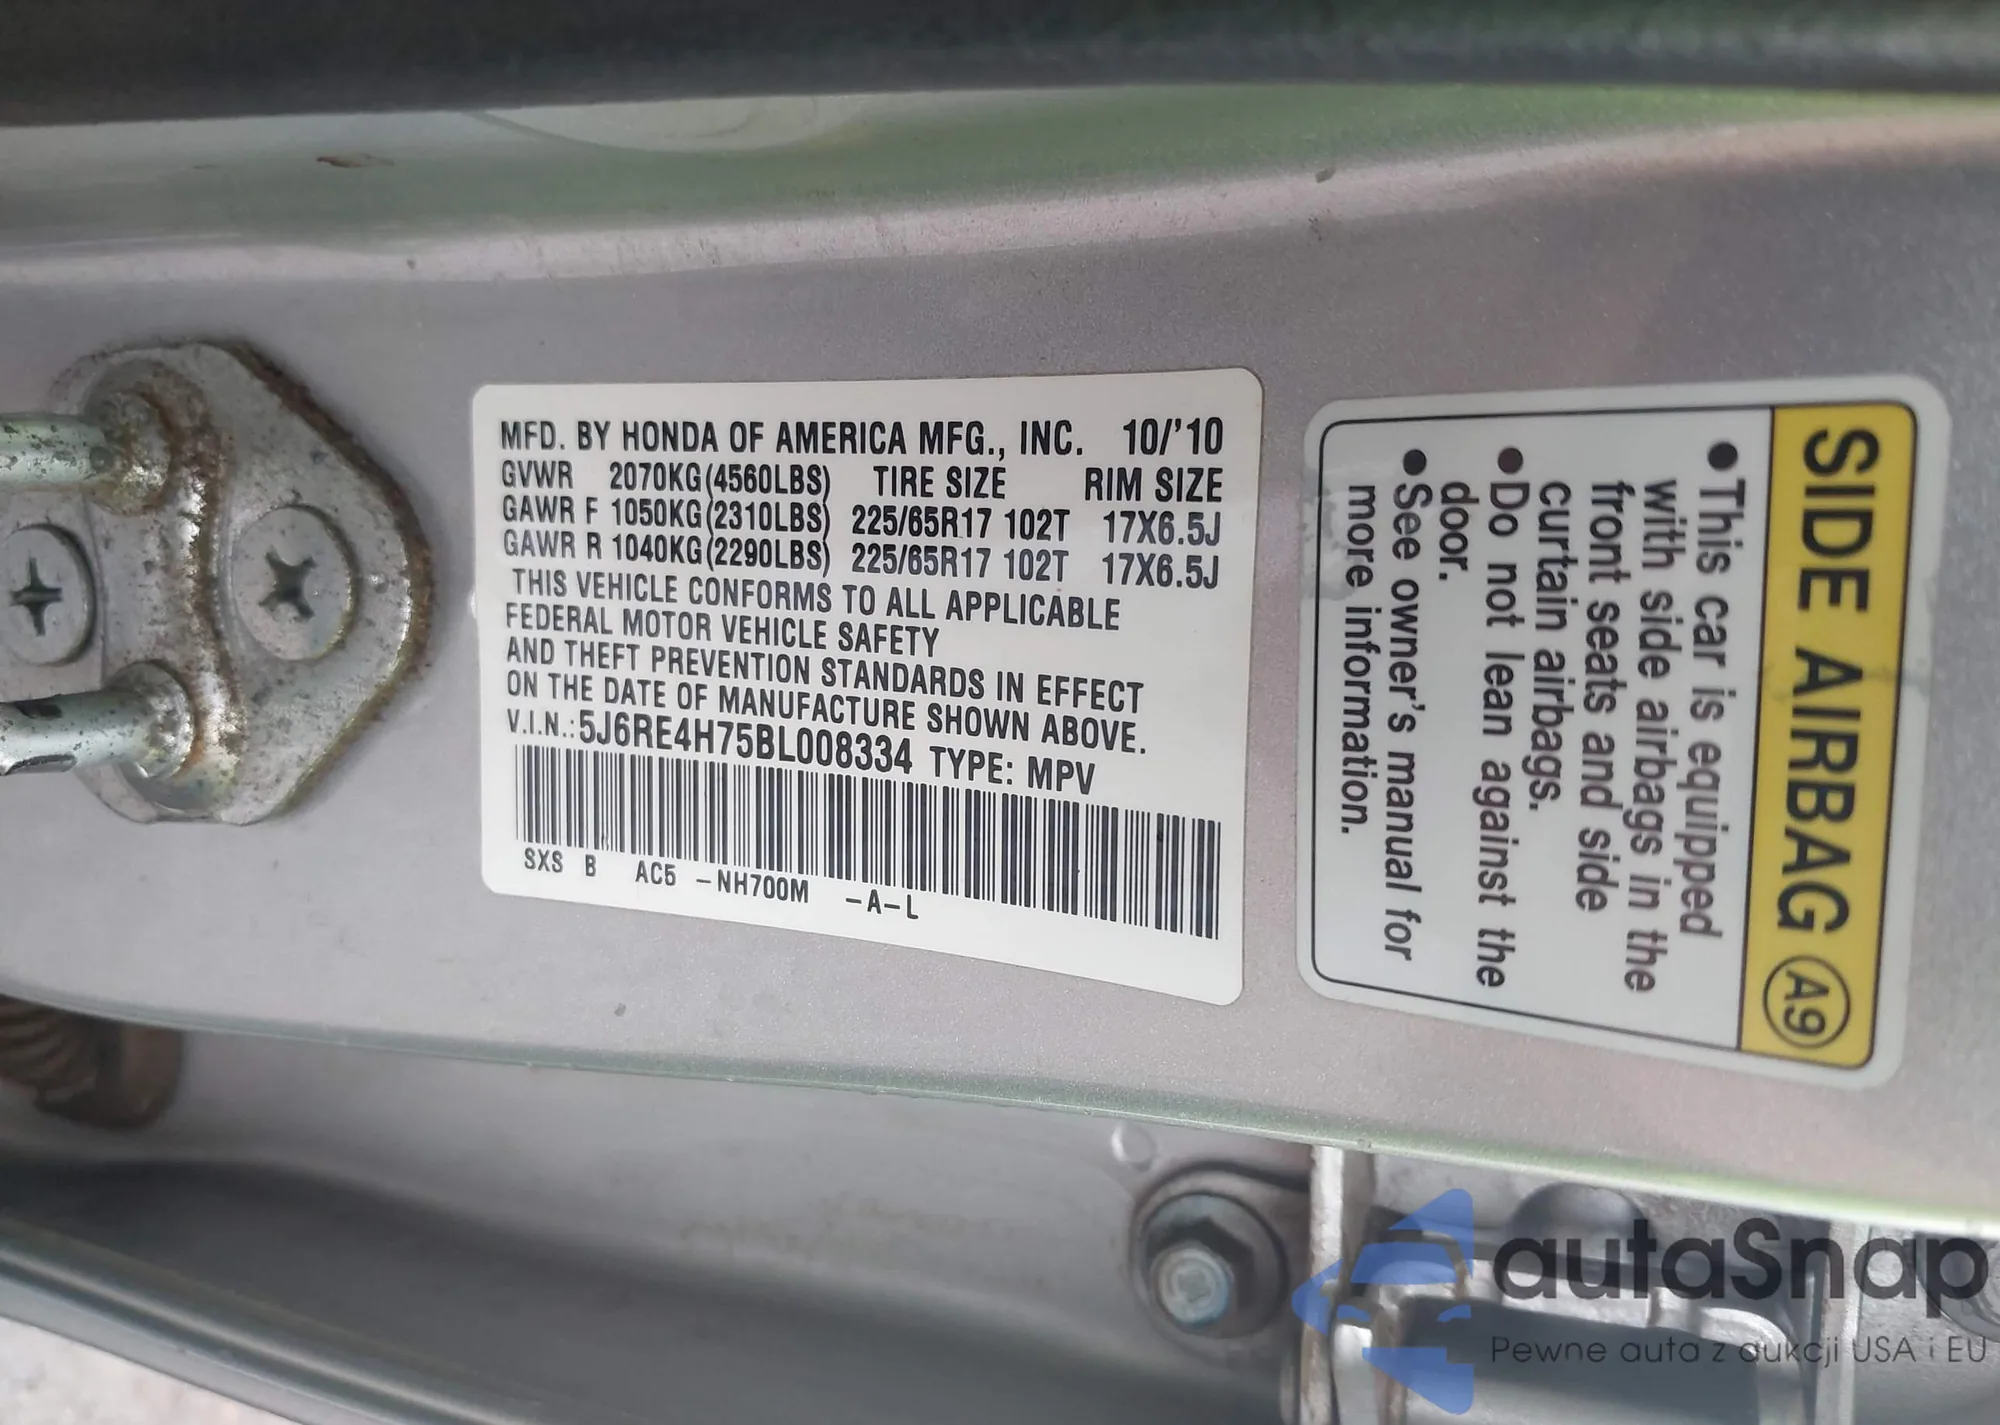 MFD. BY HONDA OF AMERICA MFG., INC. 10/'10
GVWR 2070KG(4560LBS) TIRE SIZE RIM SIZE
GAWR F 1050KG(2310LBS) 225/65R17 102T 17X6.5J
GAWR R 1040KG(2290LBS) 225/65R17 102T 17X6.5J
THIS VEHICLE CONFORMS TO ALL APPLICABLE
FEDERAL MOTOR VEHICLE SAFETY
AND THEFT PREVENTION STANDARDS IN EFFECT
ON THE DATE OF MANUFACTURE SHOWN ABOVE.
V.I.N.:5J6RE4H75BL008334 TYPE: MPV
SXS B AC5 -NH700M -A-L
SIDE AIRBAG A9
●This car is equipped
with side airbags in the
front seats and side
curtain airbags.
●Do not lean against the
door.
●See owner's manual for
more information.
autaSnap
Pewne auta z aukcji USA i EU